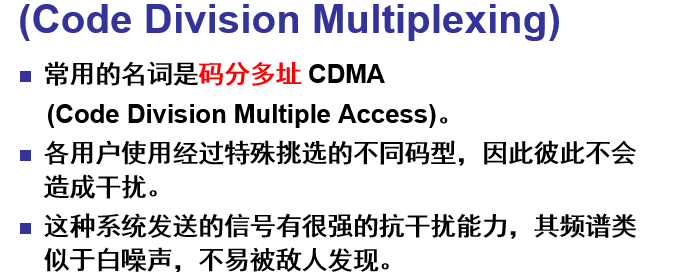 (Code Division Multiplexing)
常用的名词是码分多址 CDMA
(Code Division Multiple Access)。
各用户使用经过特殊挑选的不同码型，因此彼此不会
造成干扰。
这种系统发送的信号有很强的抗干扰能力，其频谱类
似于白噪声，不易被敌人发现。